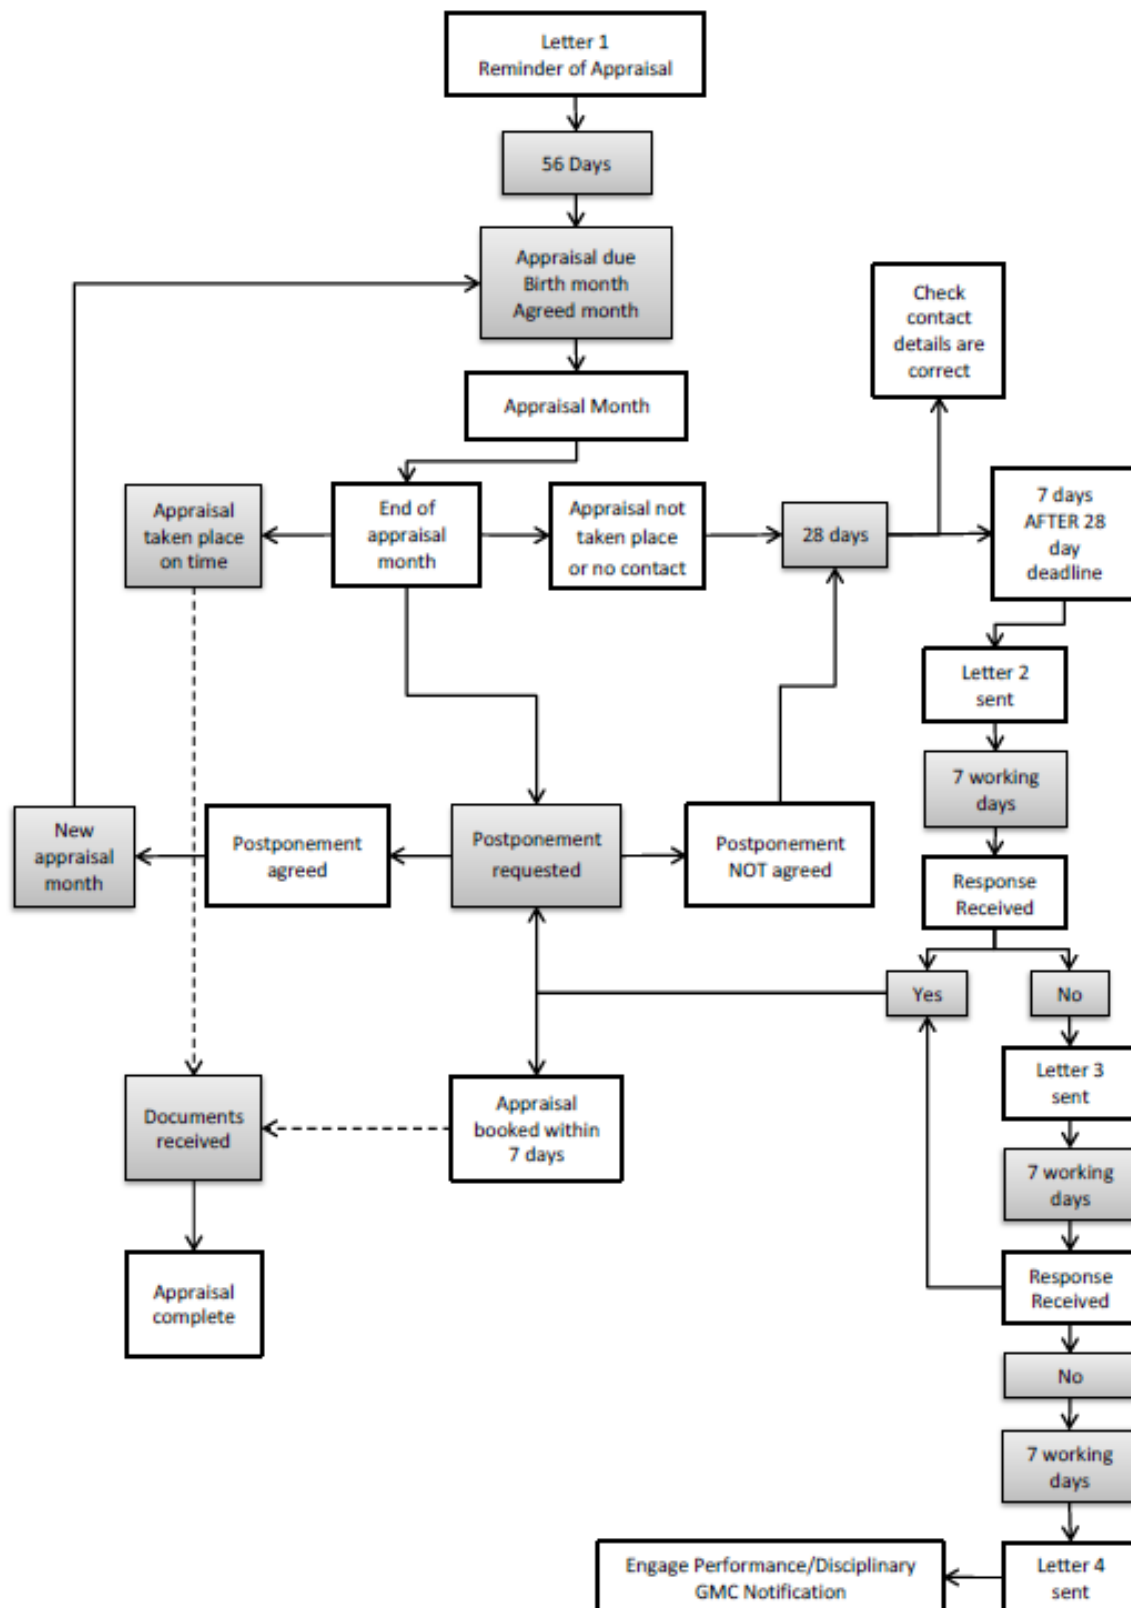 Letter 1
Reminder of Appraisal
56 Days
Appraisal due
Birth month
Agreed month
Check
contact
details are
correct
Appraisal Month
Appraisal
taken place
on time
End of
appraisal
month
Appraisal not
taken place
or no contact
28 days
7 days
AFTER 28
day
deadline
Letter 2
sent
7 working
days
New
appraisal
month
Postponement
agreed
Postponement
requested
Postponement
NOT agreed
Response
Received
Yes
No
Letter 3
sent
Documents
received
Appraisal
booked within
7 days
7 working
days
Appraisal
complete
Response
Received
No
7 working
days
Engage Performance/Disciplinary
GMC Notification
Letter 4
sent